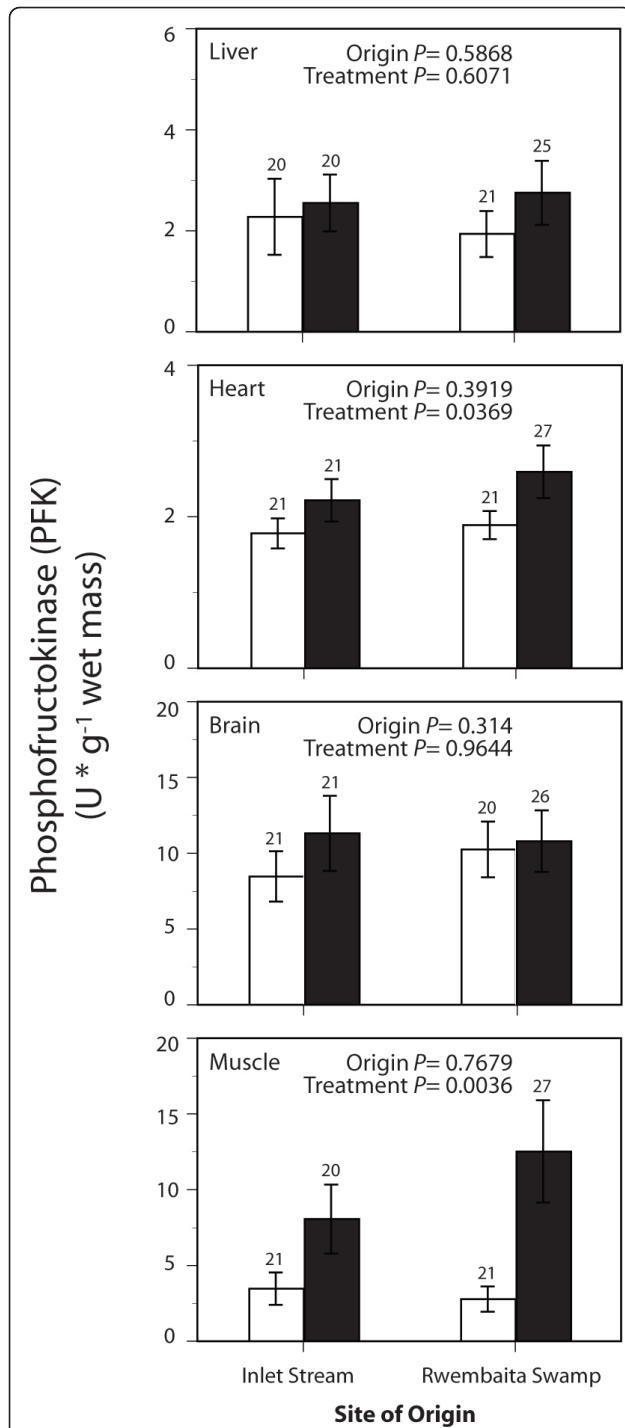 Phosphofructokinase (PFK)
(U * g-1 wet mass)
Liver
Origin P= 0.5868
Treatment P= 0.6071
6
4
2
0
20
20
21
25
Heart
Origin P= 0.3919
Treatment P= 0.0369
4
2
0
21
21
21
27
Brain
Origin P= 0.314
Treatment P= 0.9644
20
15
10
5
0
21
21
20
26
Muscle
Origin P= 0.7679
Treatment P= 0.0036
20
15
10
5
0
21
20
21
27
Inlet Stream
Rwembaita Swamp
Site of Origin